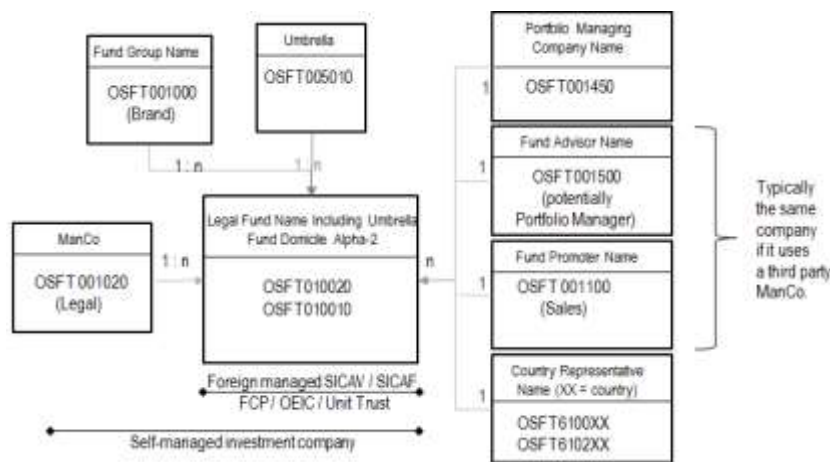 Fund Group Name
OSFT001000
(Brand)
Umbrella
OSFT005010
Portfolio Managing
Company Name
OSFT001450
1
1 : n
1 : n
Fund Advisor Name
OSFT001500
(potentially
Portfolio Manager)
1
Legal Fund Name Including Umbrella
Fund Domicile Alpha-2
OSFT010020
OSFT010010
ManCo
OSFT001020
(Legal)
1 : n
n
Fund Promoter Name
OSFT 001100
(Sales)
1
Typically
the same
company
if it uses
a third party
ManCo.
Country Representative
Name (XX = country)
OSFT6100XX
OSFT6102XX
1
Foreign managed SICAV / SICAF
FCP / OEIC / Unit Trust
Self-managed investment company